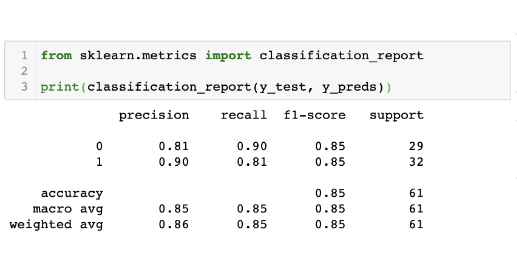 1 from sklearn.metrics import classification_report
2
3 print(classification_report(y_test, y_preds))
precision recall f1-score support
0 0.81 0.90 0.85 29
1 0.90 0.81 0.85 32
accuracy 0.85 61
macro avg 0.85 0.85 0.85 61
weighted avg 0.86 0.85 0.85 61